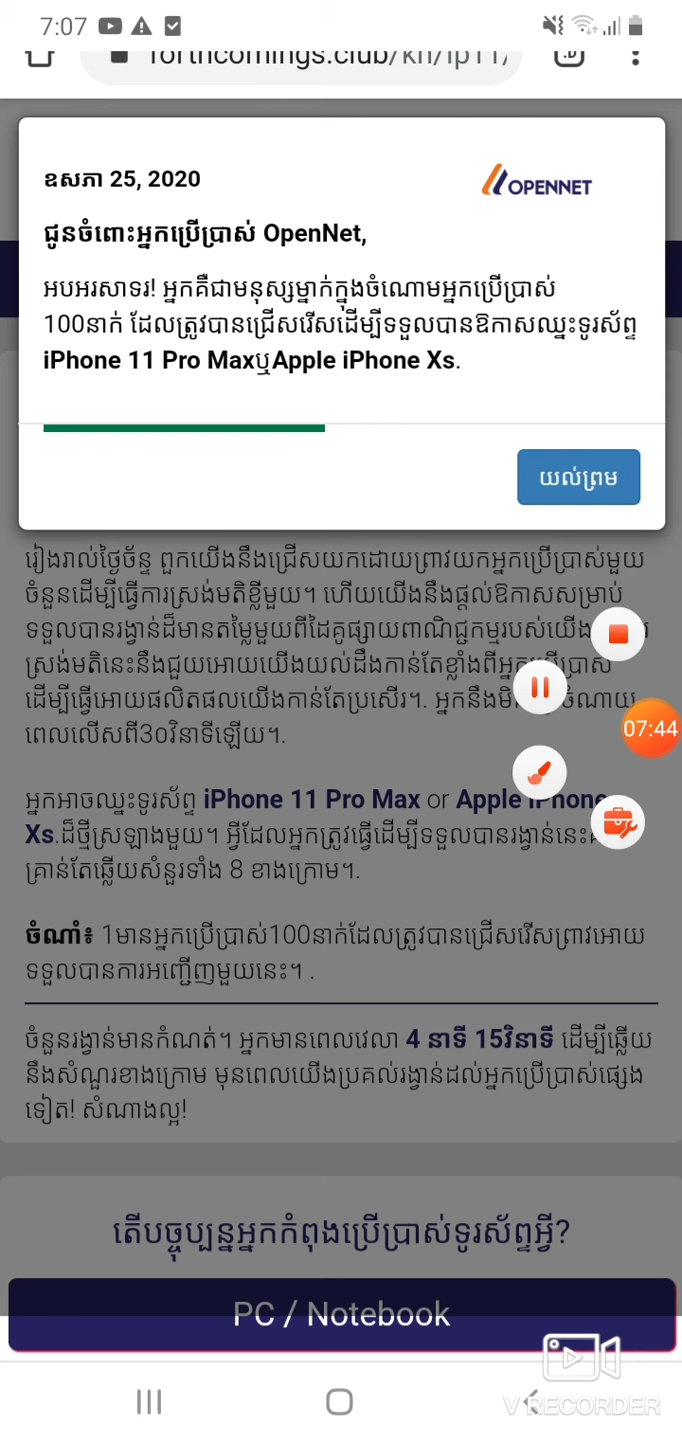 7:07
forthcomings.club/kh/ip11/
:D
ឧសភា 25, 2020
OPENNET
ជូនចំពោះអ្នកប្រើប្រាស់ OpenNet,
អបអរសាទរ! អ្នកគឺជាមនុស្សម្នាក់ក្នុងចំណោមអ្នកប្រើប្រាស់
100នាក់ ដែលត្រូវបានជ្រើសរើសដើម្បីទទួលបានឱកាសឈ្នះទូរស័ព្ទ
iPhone 11 Pro MaxឬApple iPhone Xs.
យល់ព្រម
រៀងរាល់ថ្ងៃច័ន្ទ ពួកយើងនឹងជ្រើសយកដោយព្រាវយកអ្នកប្រើប្រាស់មួយ
ចំនួនដើម្បីធ្វើការស្រង់មតិខ្លីមួយ។ ហើយយើងនឹងផ្តល់ឱកាសសម្រាប់
ទទួលបានរង្វាន់ដ៏មានតម្លៃមួយពីដៃគូផ្សាយពាណិជ្ជកម្មរបស់យើង
ស្រង់មតិនេះនឹងជួយអោយយើងយល់ដឹងកាន់តែខ្លាំងពីអ្នកប្រើប្រាស់
ដើម្បីធ្វើអោយផលិតផលយើងកាន់តែប្រសើរ។. អ្នកនឹង ចំណាយ
ពេលលើសពី30វិនាទីឡើយ។.
07:44
អ្នកអាចឈ្នះទូរស័ព្ទ iPhone 11 Pro Max or Apple iPhone
Xs.ដ៏ថ្មីស្រឡាងមួយ។ អ្វីដែលអ្នកត្រូវធ្វើដើម្បីទទួលបានរង្វាន់នេះ
គ្រាន់តែឆ្លើយសំនួរទាំង 8 ខាងក្រោម។.
ចំណាំ៖ 1មានអ្នកប្រើប្រាស់100នាក់ដែលត្រូវបានជ្រើសរើសព្រាវអោយ
ទទួលបានការអញ្ជើញមួយនេះ។ .
ចំនួនរង្វាន់មានកំណត់។ អ្នកមានពេលវេលា 4 នាទី 15វិនាទី ដើម្បីឆ្លើយ
នឹងសំណួរខាងក្រោម មុនពេលយើងប្រគល់រង្វាន់ដល់អ្នកប្រើប្រាស់ផ្សេង
ទៀត! សំណាងល្អ!
តើបច្ចុប្បន្នអ្នកកំពុងប្រើប្រាស់ទូរស័ព្ទអ្វី?
PC / Notebook
V RECORDER